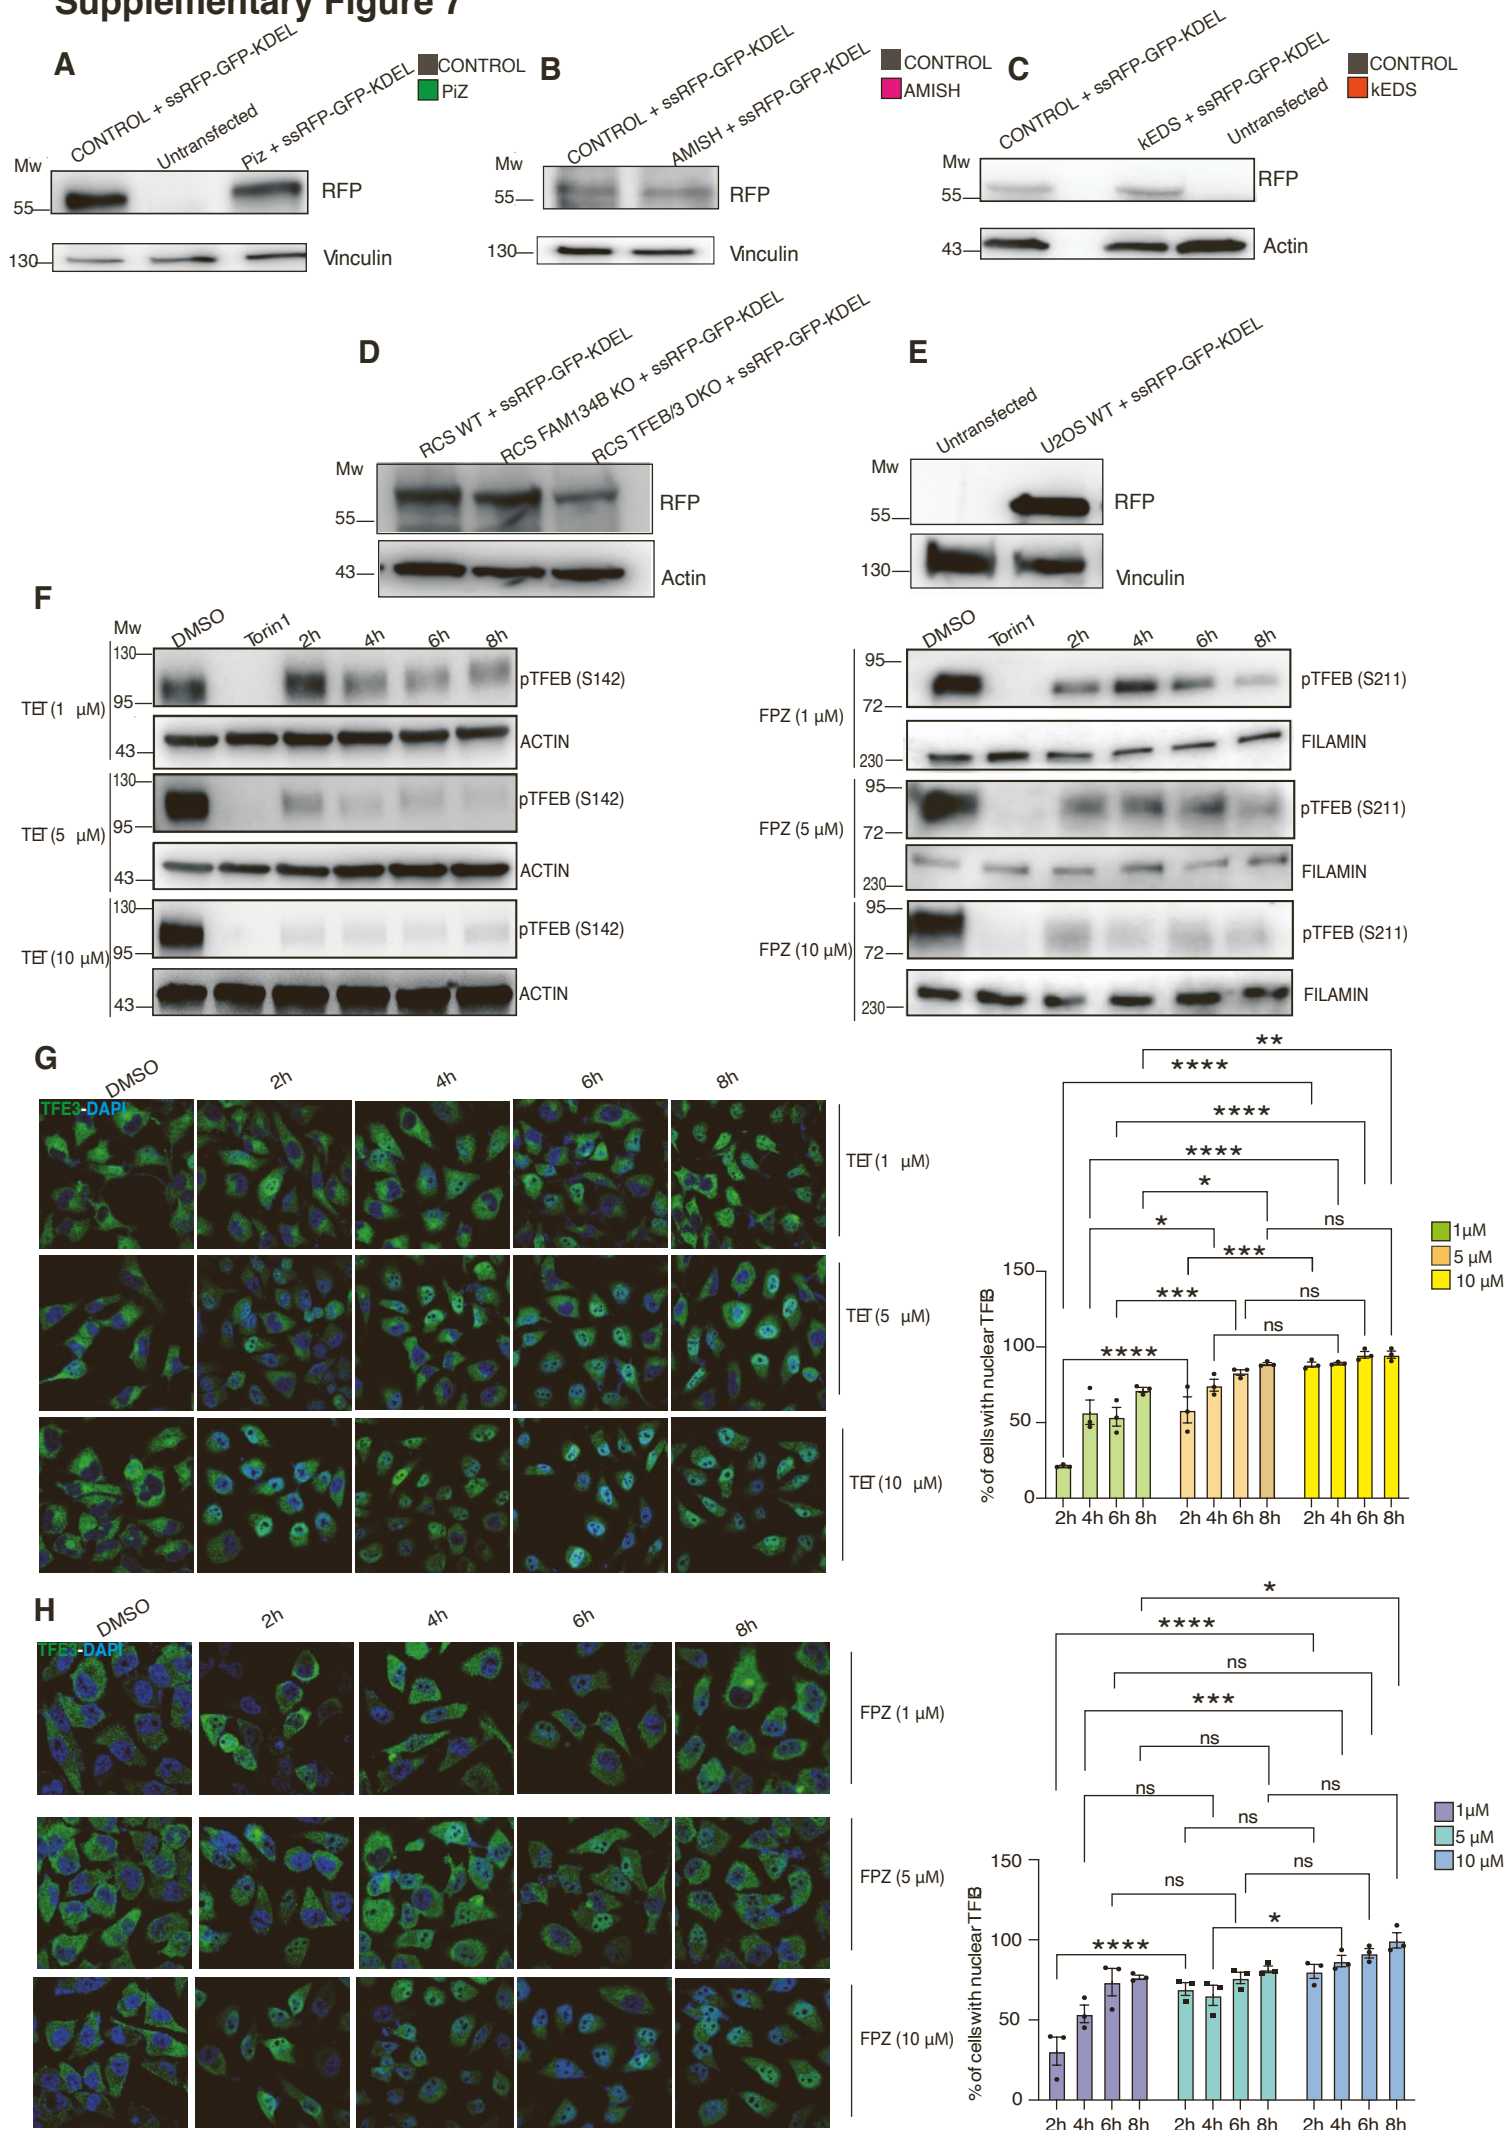 Supplementary Figure 7
A
CONTROL + ssRFP-GFP-KDEL
Untransfected
Piz + ssRFP-GFP-KDEL
CONTROL
PiZ
Mw
55
RFP
130
Vinculin
B
CONTROL + ssRFP-GFP-KDEL
AMISH + ssRFP-GFP-KDEL
CONTROL
AMISH
Mw
55
RFP
130
Vinculin
C
CONTROL + ssRFP-GFP-KDEL
kEDS + ssRFP-GFP-KDEL
Untransfected
CONTROL
kEDS
Mw
55
RFP
43
Actin
D
RCS WT + ssRFP-GFP-KDEL
RCS FAM134B KO + ssRFP-GFP-KDEL
RCS TFEB/3 DKO + ssRFP-GFP-KDEL
Mw
55
RFP
43
Actin
E
Untransfected
U2OS WT + ssRFP-GFP-KDEL
Mw
55
RFP
130
Vinculin
F
Mw
DMSO Torin1 2h 4h 6h 8h
TET (1 µM)
130
95
pTFEB (S142)
43
ACTIN
TET (5 µM)
130
95
pTFEB (S142)
43
ACTIN
TET (10 µM)
130
95
pTFEB (S142)
43
ACTIN
DMSO Torin1 2h 4h 6h 8h
FPZ (1 µM)
95
72
pTFEB (S211)
230
FILAMIN
FPZ (5 µM)
95
72
pTFEB (S211)
230
FILAMIN
FPZ (10 µM)
95
72
pTFEB (S211)
230
FILAMIN
G
DMSO 2h 4h 6h 8h
TFE3-DAPI
TET (1 µM)
TET (5 µM)
TET (10 µM)
**
****
****
****
*
* ns
***
*** ns
ns
****
% of cells with nuclear TFE3
150
100
50
0
2h 4h 6h 8h 2h 4h 6h 8h 2h 4h 6h 8h
1µM
5 µM
10 µM
H
DMSO 2h 4h 6h 8h
TFE3-DAPI
FPZ (1 µM)
FPZ (5 µM)
FPZ (10 µM)
*
****
ns
***
ns
ns ns
ns
ns
ns
*
****
% of cells with nuclear TFE3
150
100
50
0
2h 4h 6h 8h 2h 4h 6h 8h 2h 4h 6h 8h
1µM
5 µM
10 µM